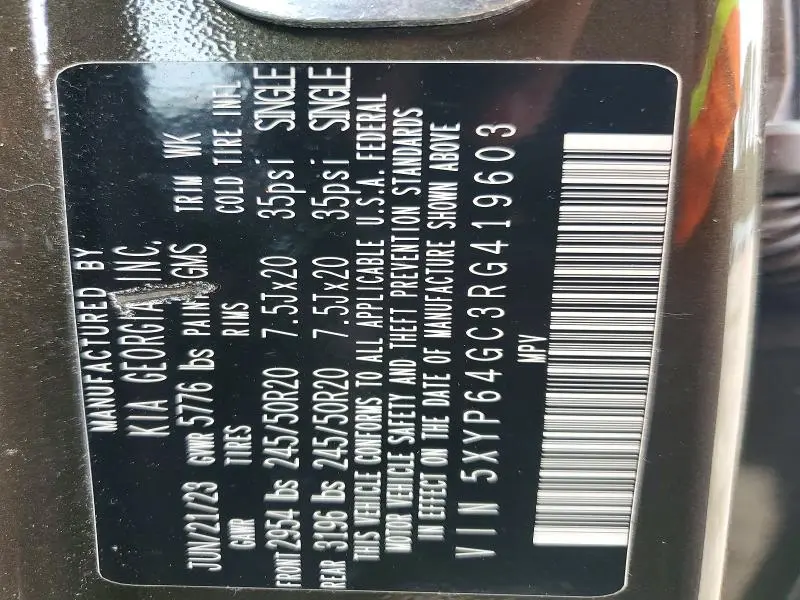 MANUFACTURED BY
KIA GEORGIA INC.
JUN/21/23 GVWR 5776 lbs PAINT GMS TRIM WK
GAWR TIRES RIMS COLD TIRE INFL
FRONT 2954 lbs 245/50R20 7.5Jx20 35psi SINGLE
REAR 3196 lbs 245/50R20 7.5Jx20 35psi SINGLE
THIS VEHICLE CONFORMS TO ALL APPLICABLE U.S.A. FEDERAL
MOTOR VEHICLE SAFETY AND THEFT PREVENTION STANDARDS
IN EFFECT ON THE DATE OF MANUFACTURE SHOWN ABOVE
VIN 5XYP64GC3RG419603
MPV